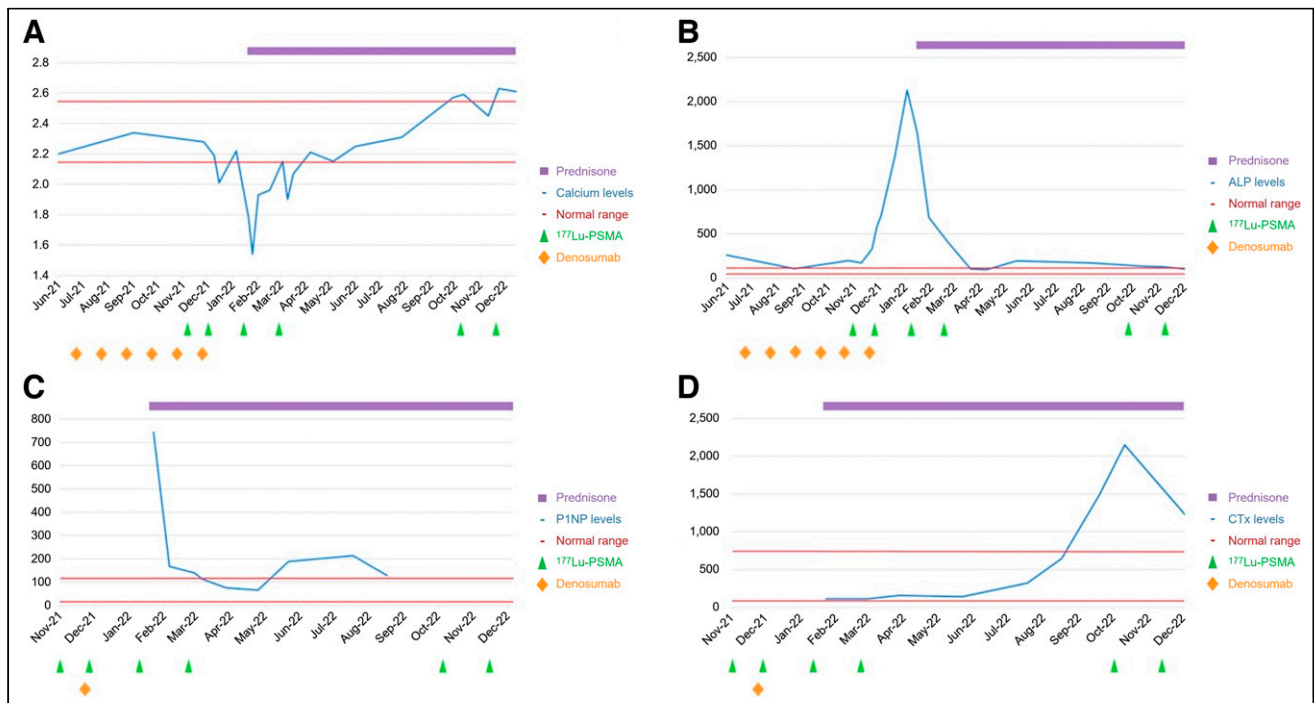 A
2.8
2.6
2.4
2.2
2.0
1.8
1.6
1.4
Jun-21 Jul-21 Aug-21 Sep-21 Oct-21 Nov-21 Dec-21 Jan-22 Feb-22 Mar-22 Apr-22 May-22 Jun-22 Jul-22 Aug-22 Sep-22 Oct-22 Nov-22 Dec-22
Prednisone
Calcium levels
Normal range
¹⁷⁷Lu-PSMA
Denosumab
B
2,500
2,000
1,500
1,000
500
0
Jun-21 Jul-21 Aug-21 Sep-21 Oct-21 Nov-21 Dec-21 Jan-22 Feb-22 Mar-22 Apr-22 May-22 Jun-22 Jul-22 Aug-22 Sep-22 Oct-22 Nov-22 Dec-22
Prednisone
ALP levels
Normal range
¹⁷⁷Lu-PSMA
Denosumab
C
800
700
600
500
400
300
200
100
0
Nov-21 Dec-21 Jan-22 Feb-22 Mar-22 Apr-22 May-22 Jun-22 Jul-22 Aug-22 Sep-22 Oct-22 Nov-22 Dec-22
Prednisone
P1NP levels
Normal range
¹⁷⁷Lu-PSMA
Denosumab
D
2,500
2,000
1,500
1,000
500
0
Nov-21 Dec-21 Jan-22 Feb-22 Mar-22 Apr-22 May-22 Jun-22 Jul-22 Aug-22 Sep-22 Oct-22 Nov-22 Dec-22
Prednisone
CTx levels
Normal range
¹⁷⁷Lu-PSMA
Denosumab